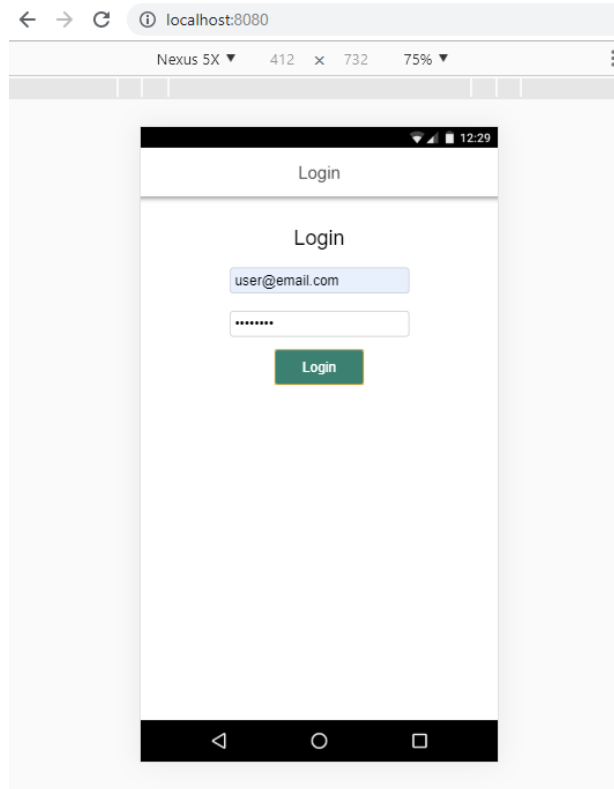 localhost:8080
Nexus 5X ▼ 412 × 732 75% ▼
12:29
Login
Login
user@email.com
••••••••
Login